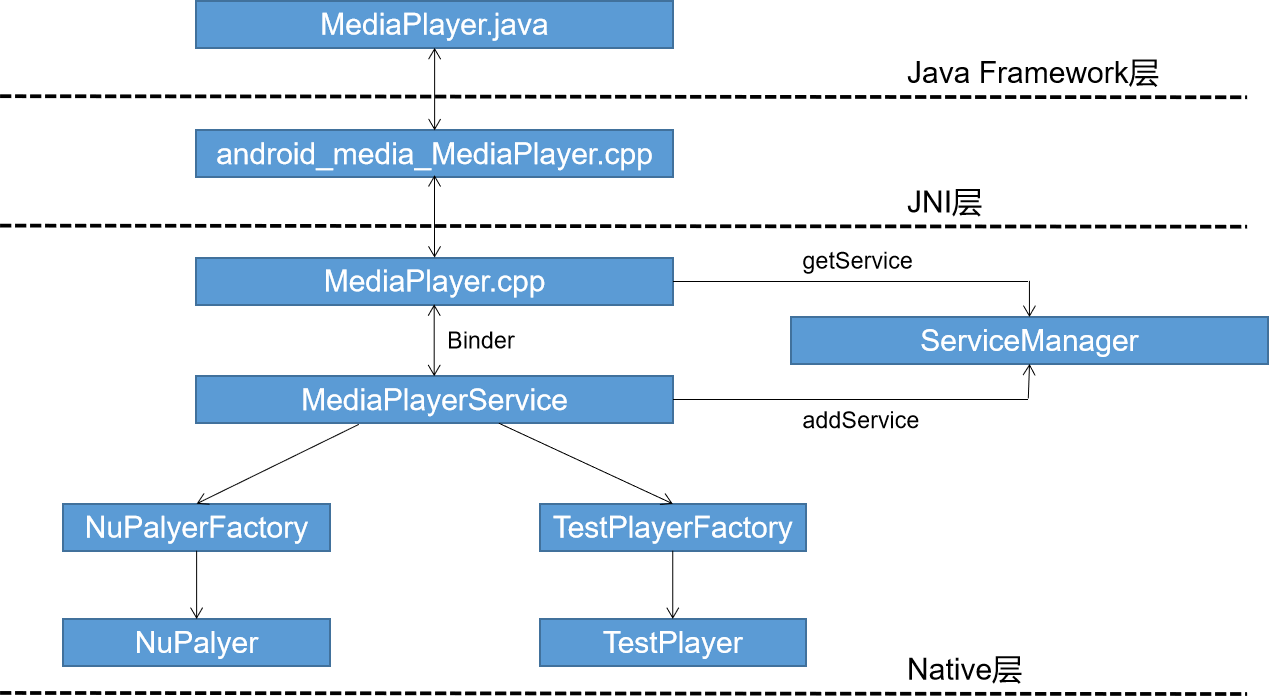 MediaPlayer.java
Java Framework层
android_media_MediaPlayer.cpp
JNI层
MediaPlayer.cpp
getService
Binder
ServiceManager
MediaPlayerService
addService
NuPalyerFactory
TestPlayerFactory
NuPalyer
TestPlayer
Native层